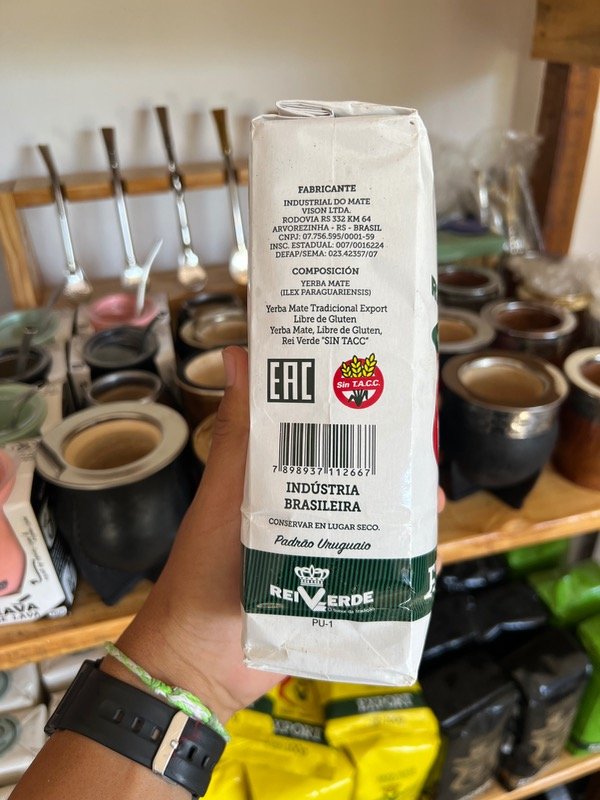 FABRICANTE
INDUSTRIAL DO MATE
VISON LTDA.
RODOVIA RS 332 KM 64
ARVOREZINHA - RS - BRASIL
CNPJ: 07.756.595/0001-59
INSC. ESTADUAL: 007/0016224
DEFAP/SEMA: 023.42357/07
COMPOSICIÓN
YERBA MATE
(ILEX PARAGUARIENSIS)
Yerba Mate Tradicional Export
Libre de Gluten
Yerba Mate, Libre de Gluten,
Rei Verde "SIN TACC"
EAC
Sin T.A.C.C.
7 898937 112667
INDÚSTRIA
BRASILEIRA
CONSERVAR EN LUGAR SECO.
Padrão Uruguaio
REI VERDE
PU-1
EXPORT